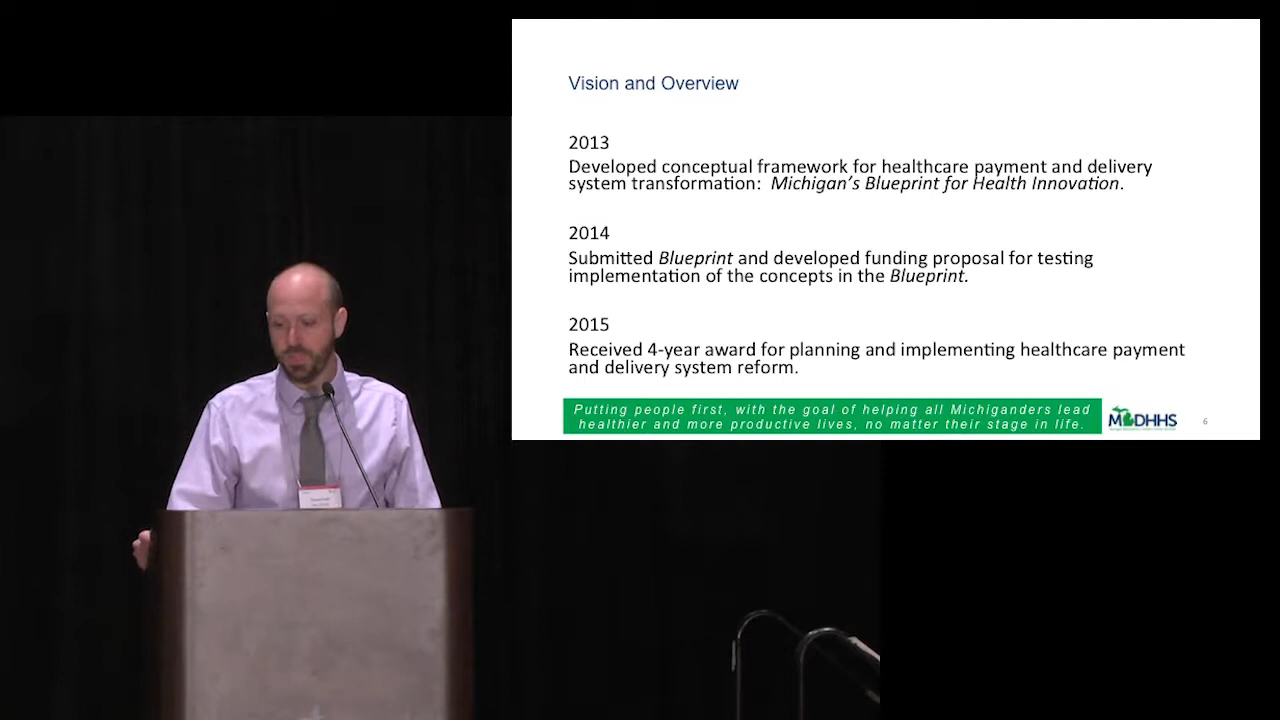 Vision and Overview
2013
Developed conceptual framework for healthcare payment and delivery
system transformation: Michigan's Blueprint for Health Innovation.
2014
Submitted Blueprint and developed funding proposal for testing
implementation of the concepts in the Blueprint.
2015
Received 4-year award for planning and implementing healthcare payment
and delivery system reform.
Putting people first, with the goal of helping all Michiganders lead
healthier and more productive lives, no matter their stage in life.
MDHHS
6